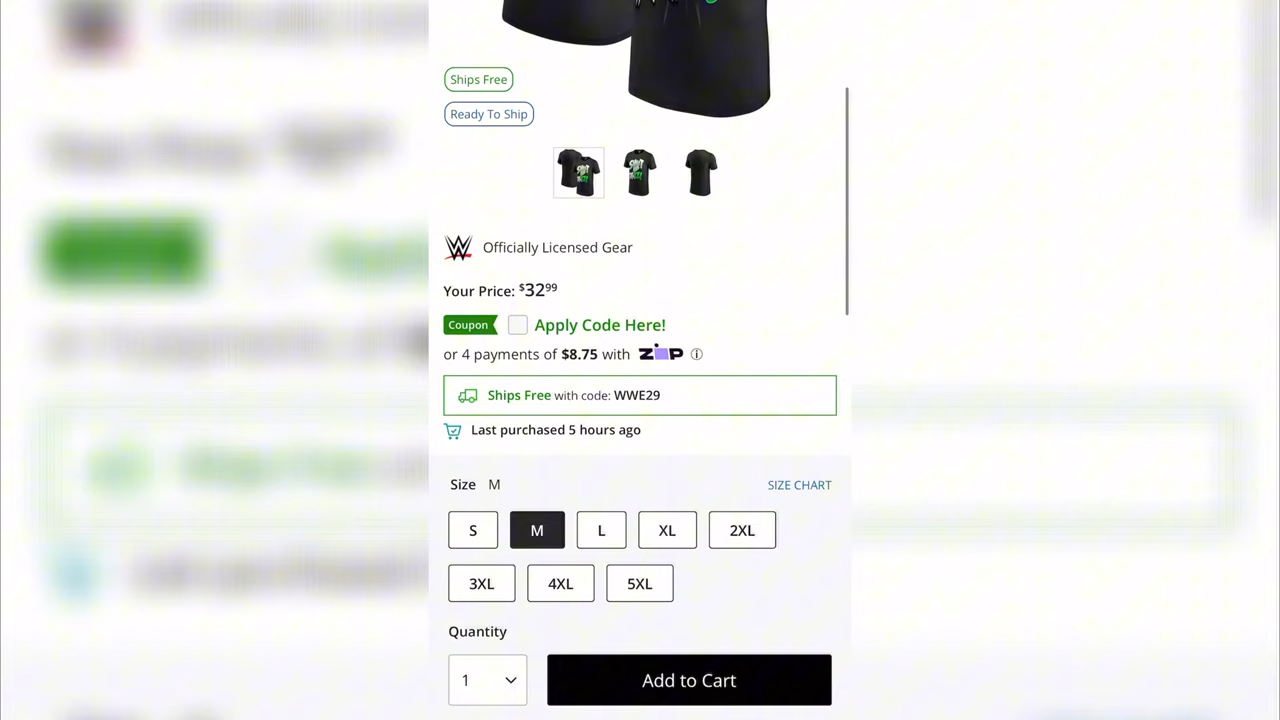 Ships Free
Ready To Ship
Officially Licensed Gear
Your Price: $32.99
Coupon Apply Code Here!
or 4 payments of $8.75 with ZIP
Ships Free with code: WWE29
Last purchased 5 hours ago
Size M SIZE CHART
S M L XL 2XL
3XL 4XL 5XL
Quantity
1 Add to Cart